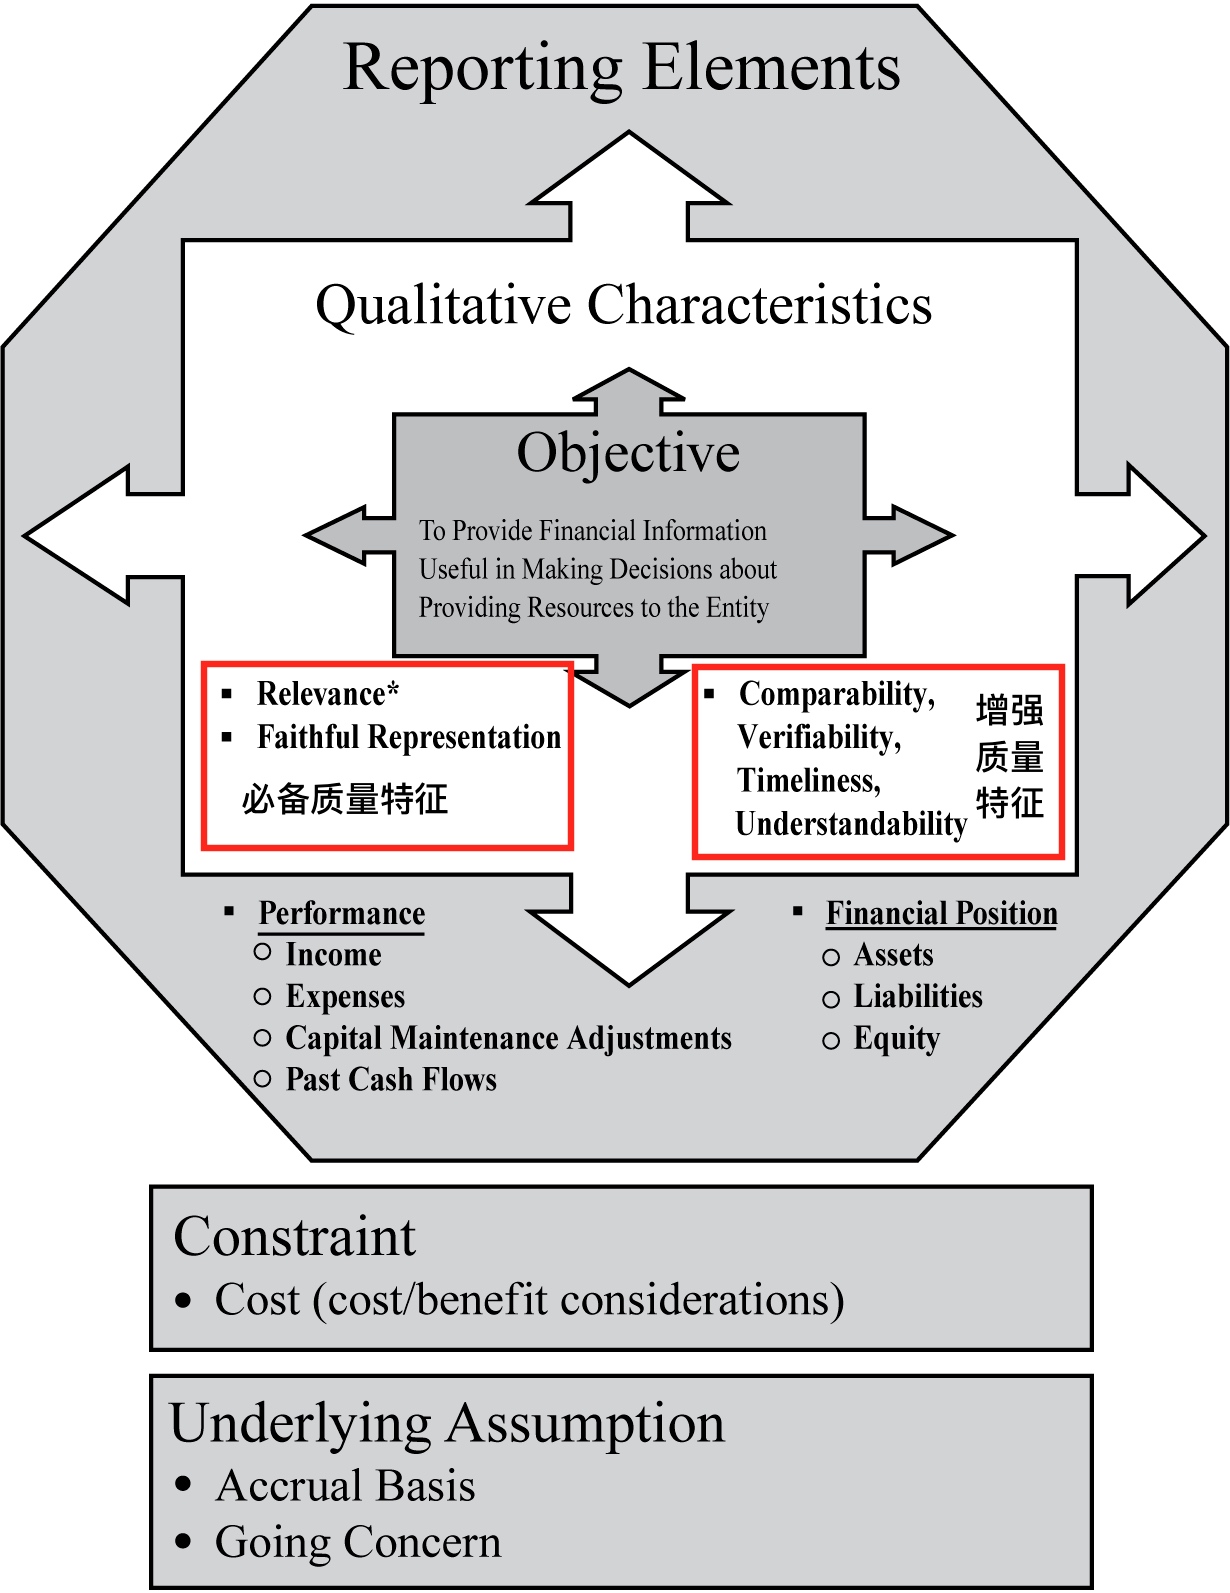 Reporting Elements
Qualitative Characteristics
Objective
To Provide Financial Information
Useful in Making Decisions about
Providing Resources to the Entity
▪ Relevance*
▪ Faithful Representation
必备质量特征
▪ Comparability,
Verifiability,
Timeliness,
Understandability
增强
质量
特征
▪ Performance
○ Income
○ Expenses
○ Capital Maintenance Adjustments
○ Past Cash Flows
▪ Financial Position
○ Assets
○ Liabilities
○ Equity
Constraint
• Cost (cost/benefit considerations)
Underlying Assumption
• Accrual Basis
• Going Concern